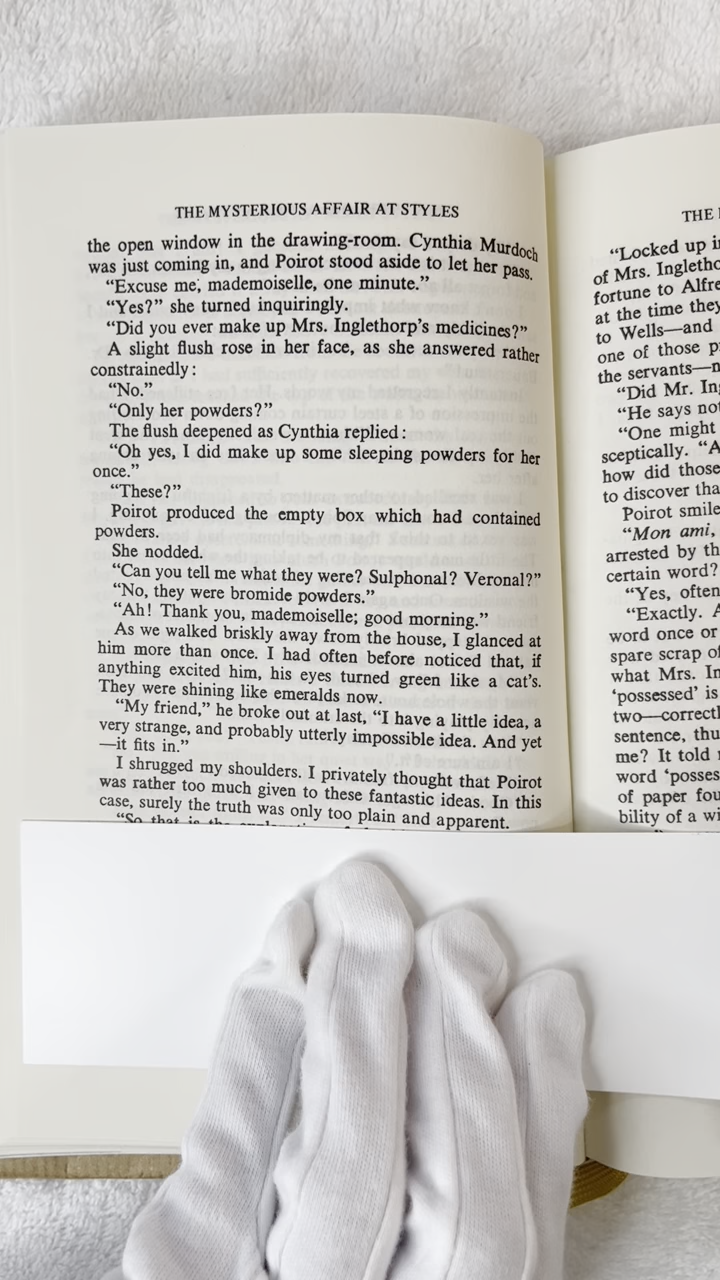 THE MYSTERIOUS AFFAIR AT STYLES
the open window in the drawing-room. Cynthia Murdoch
was just coming in, and Poirot stood aside to let her pass.
“Excuse me, mademoiselle, one minute.”
“Yes?” she turned inquiringly.
“Did you ever make up Mrs. Inglethorp’s medicines?”
A slight flush rose in her face, as she answered rather
constrainedly:
“No.”
“Only her powders?”
The flush deepened as Cynthia replied:
“Oh yes, I did make up some sleeping powders for her
once.”
“These?”
Poirot produced the empty box which had contained
powders.
She nodded.
“Can you tell me what they were? Sulphonal? Veronal?”
“No, they were bromide powders.”
“Ah! Thank you, mademoiselle; good morning.”
As we walked briskly away from the house, I glanced at
him more than once. I had often before noticed that, if
anything excited him, his eyes turned green like a cat’s.
They were shining like emeralds now.
“My friend,” he broke out at last, “I have a little idea, a
very strange, and probably utterly impossible idea. And yet
—it fits in.”
I shrugged my shoulders. I privately thought that Poirot
was rather too much given to these fantastic ideas. In this
case, surely the truth was only too plain and apparent.
“So that is the
THE
“Locked up
of Mrs.
fortune to
at the time they
to Wells—and
one of those
the servants—
“Did Mr.
“He says not
“One might
sceptically.
how did those
to discover
Poirot
“Mon ami,
arrested by
certain word?
“Yes, often
“Exactly.
word once or
spare scrap
what Mrs.
‘possessed’ is
two—
sentence,
me? It told
word
of paper
bility of a